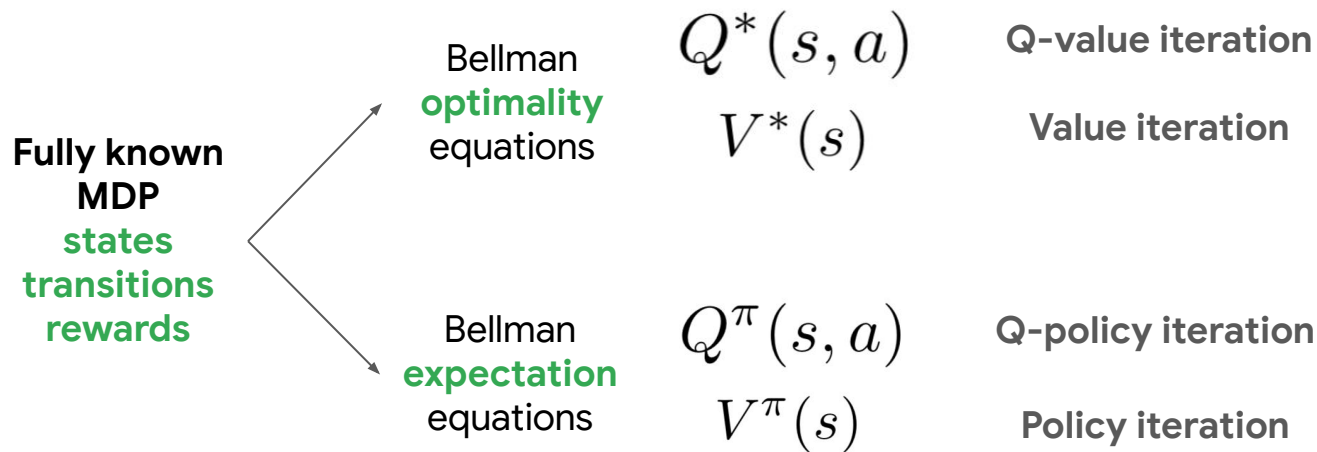 Fully known
MDP
states
transitions
rewards
Bellman
optimality
equations
Q*(s, a)
Q-value iteration
V*(s)
Value iteration
Bellman
expectation
equations
Q^π(s, a)
Q-policy iteration
V^π(s)
Policy iteration